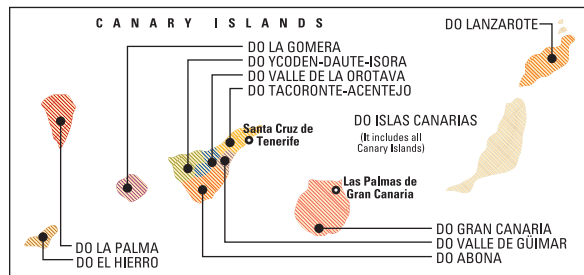 CANARY ISLANDS
DO LA GOMERA
DO YCODEN-DAUTE-ISORA
DO VALLE DE LA OROTAVA
DO TACORONTE-ACENTEJO
DO LANZAROTE
Santa Cruz de
Tenerife
DO ISLAS CANARIAS
(It includes all
Canary Islands)
Las Palmas de
Gran Canaria
DO LA PALMA
DO EL HIERRO
DO GRAN CANARIA
DO VALLE DE GÜIMAR
DO ABONA